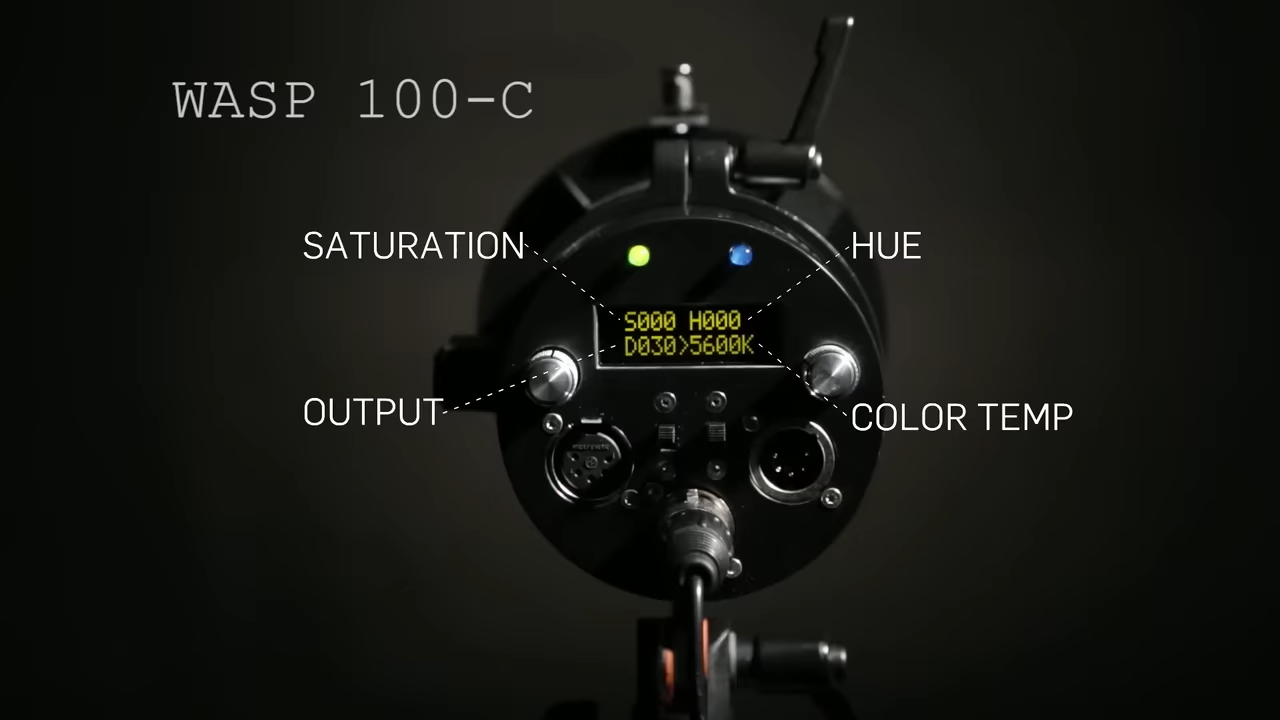 WASP 100-C
SATURATION
HUE
S000 H000
D030>5600K
OUTPUT
COLOR TEMP